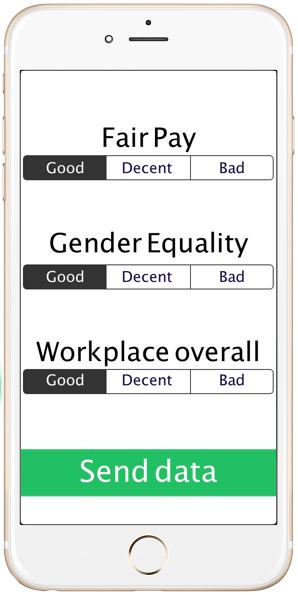 Fair Pay
Good Decent Bad
Gender Equality
Good Decent Bad
Workplace overall
Good Decent Bad
Send data